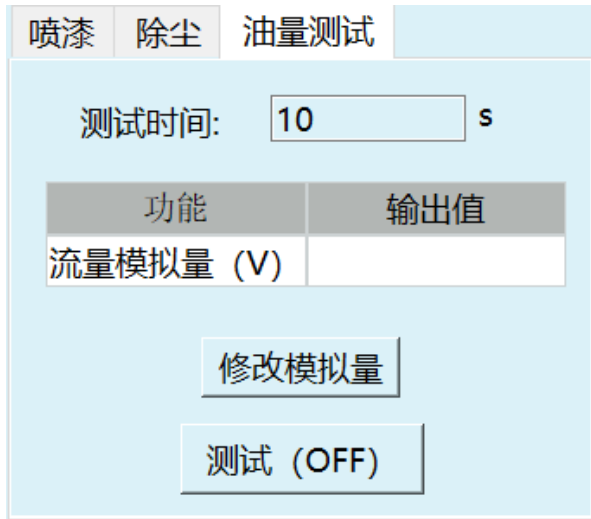 喷漆 除尘 油量测试
测试时间: 10 s
功能 输出值
流量模拟量（V）
修改模拟量
测试（OFF）